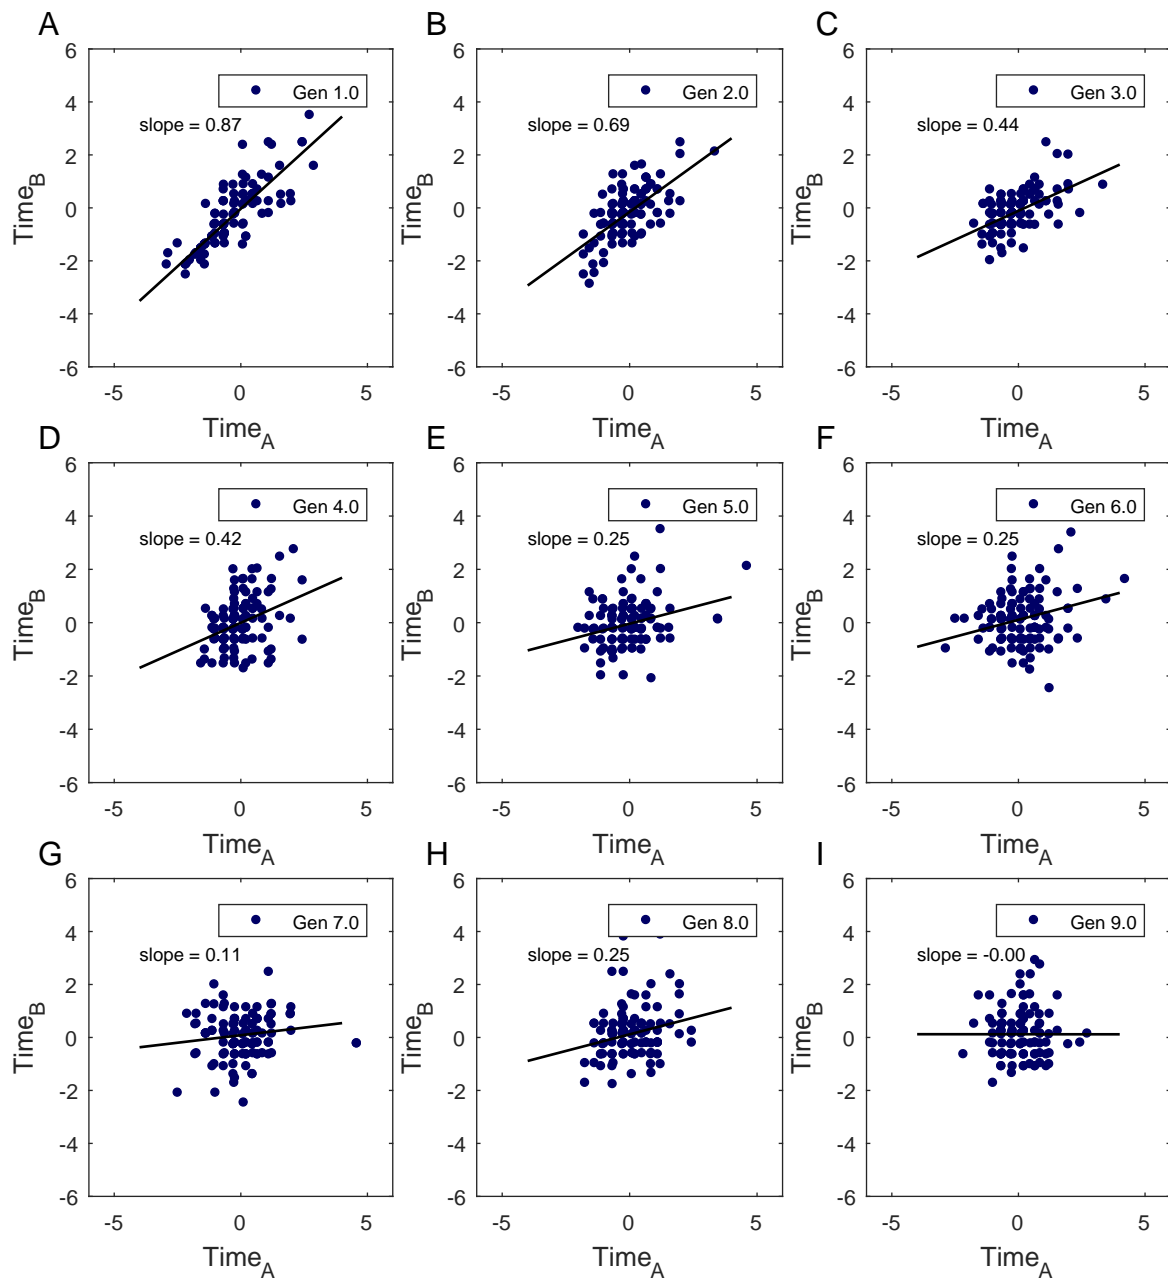 A
6
4
2
0
-2
-4
-6
-5
0
5
Time_B
Time_A
Gen 1.0
slope = 0.87
B
6
4
2
0
-2
-4
-6
-5
0
5
Time_B
Time_A
Gen 2.0
slope = 0.69
C
6
4
2
0
-2
-4
-6
-5
0
5
Time_B
Time_A
Gen 3.0
slope = 0.44
D
6
4
2
0
-2
-4
-6
-5
0
5
Time_B
Time_A
Gen 4.0
slope = 0.42
E
6
4
2
0
-2
-4
-6
-5
0
5
Time_B
Time_A
Gen 5.0
slope = 0.25
F
6
4
2
0
-2
-4
-6
-5
0
5
Time_B
Time_A
Gen 6.0
slope = 0.25
G
6
4
2
0
-2
-4
-6
-5
0
5
Time_B
Time_A
Gen 7.0
slope = 0.11
H
6
4
2
0
-2
-4
-6
-5
0
5
Time_B
Time_A
Gen 8.0
slope = 0.25
I
6
4
2
0
-2
-4
-6
-5
0
5
Time_B
Time_A
Gen 9.0
slope = -0.00